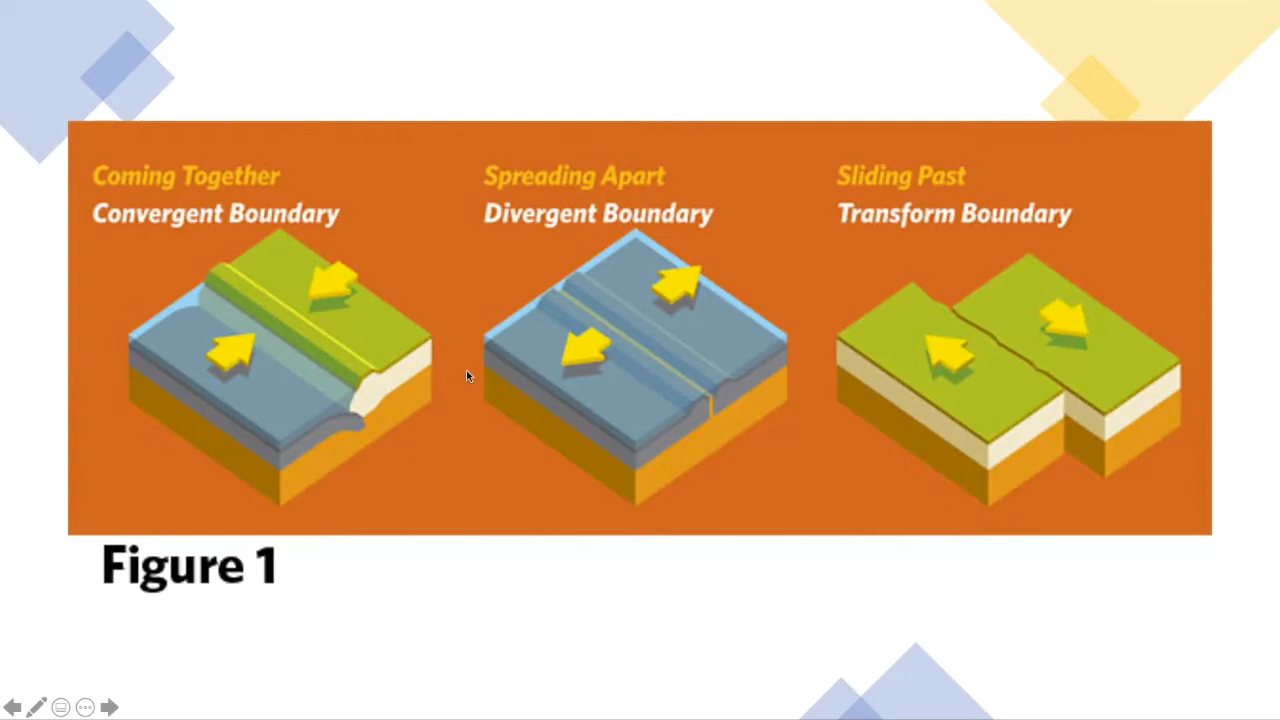 Coming Together
Convergent Boundary
Spreading Apart
Divergent Boundary
Sliding Past
Transform Boundary
Figure 1